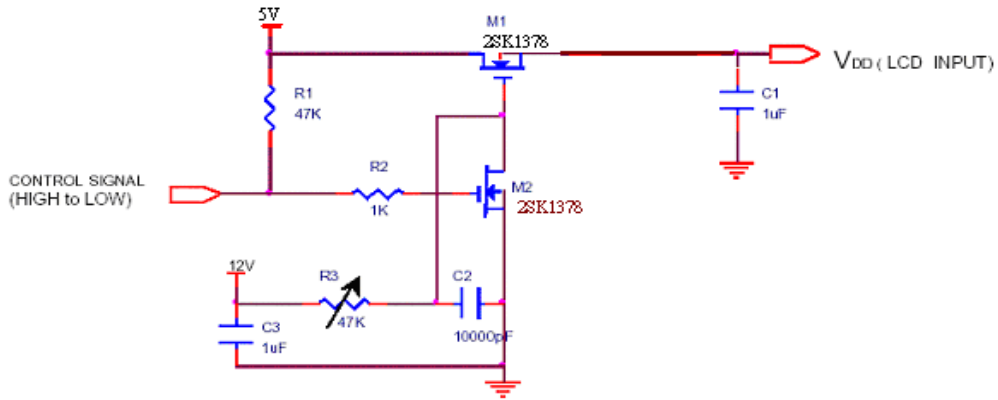 5V
M1
2SK1378
VDD ( LCD INPUT)
R1
47K
C1
1uF
R2
1K
CONTROL SIGNAL
(HIGH to LOW)
M2
2SK1378
12V
R3
47K
C2
10000pF
C3
1uF